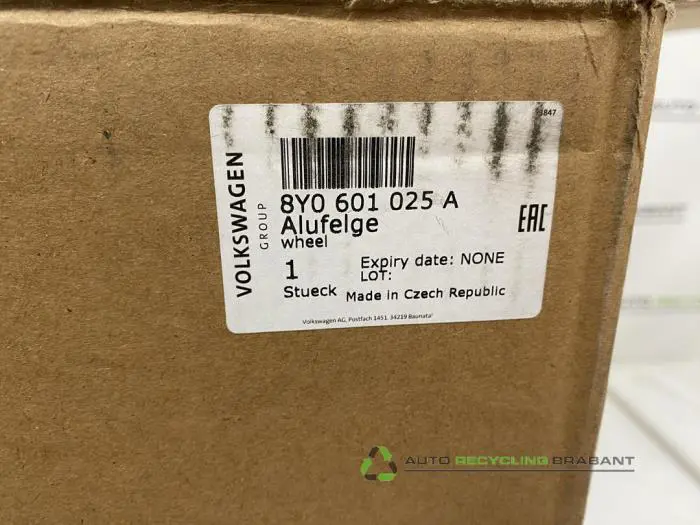 VOLKSWAGEN
GROUP
8Y0 601 025 A
Alufelge
wheel
EAC
1
Stueck
Expiry date: NONE
LOT:
Made in Czech Republic
Volkswagen AG, Postfach 1451, 34219 Baunatal
AUTO RECYCLING BRABANT